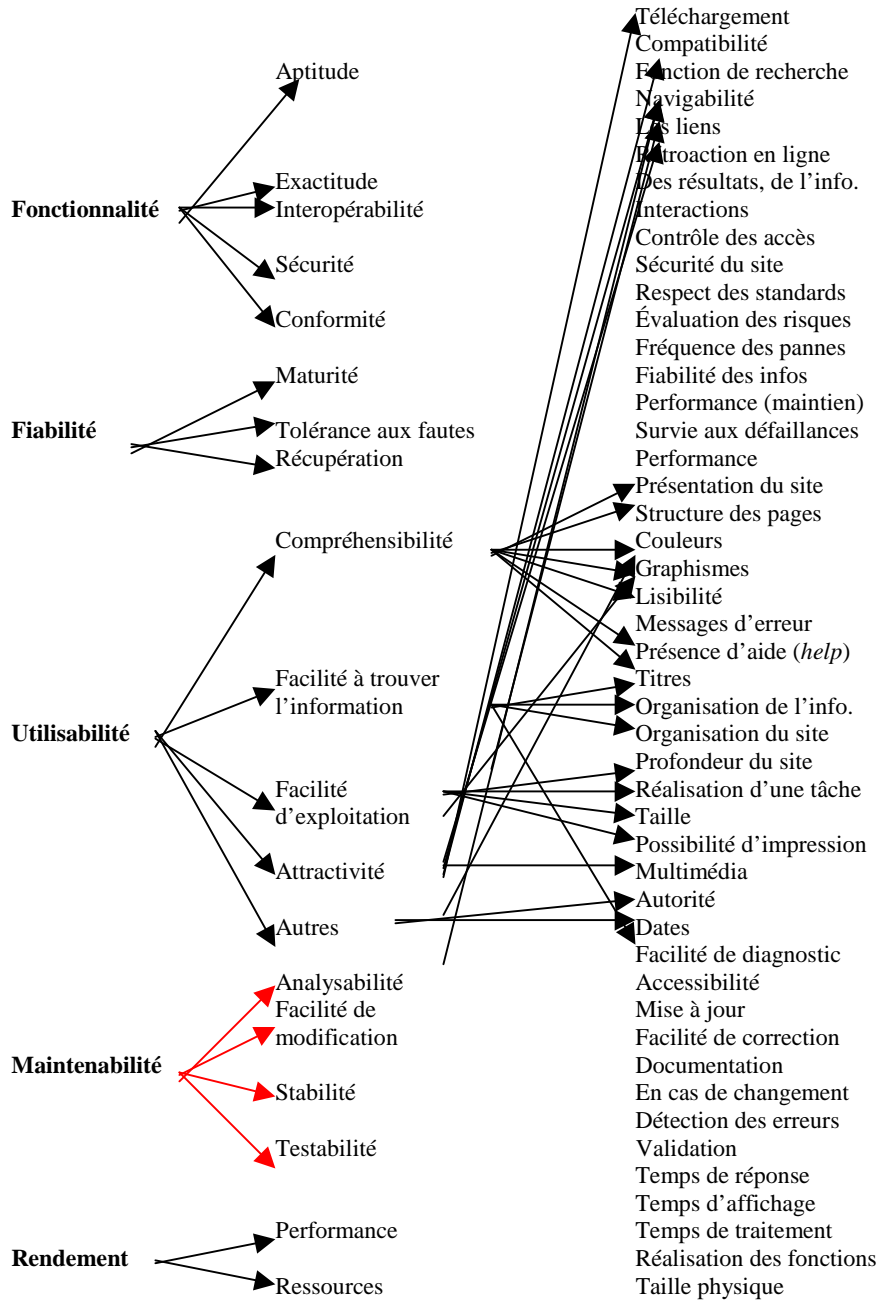 Fonctionnalité
Fiabilité
Utilisabilité
Maintenabilité
Rendement
Aptitude
Exactitude
Interopérabilité
Sécurité
Conformité
Maturité
Tolérance aux fautes
Récupération
Compréhensibilité
Facilité à trouver
l’information
Facilité
d’exploitation
Attractivité
Autres
Analysabilité
Facilité de
modification
Stabilité
Testabilité
Performance
Ressources
Téléchargement
Compatibilité
Fonction de recherche
Navigabilité
Les liens
Rétroaction en ligne
Des résultats, de l’info.
Interactions
Contrôle des accès
Sécurité du site
Respect des standards
Évaluation des risques
Fréquence des pannes
Fiabilité des infos
Performance (maintien)
Survie aux défaillances
Performance
Présentation du site
Structure des pages
Couleurs
Graphismes
Lisibilité
Messages d’erreur
Présence d’aide (help)
Titres
Organisation de l’info.
Organisation du site
Profondeur du site
Réalisation d’une tâche
Taille
Possibilité d’impression
Multimédia
Autorité
Dates
Facilité de diagnostic
Accessibilité
Mise à jour
Facilité de correction
Documentation
En cas de changement
Détection des erreurs
Validation
Temps de réponse
Temps d’affichage
Temps de traitement
Réalisation des fonctions
Taille physique